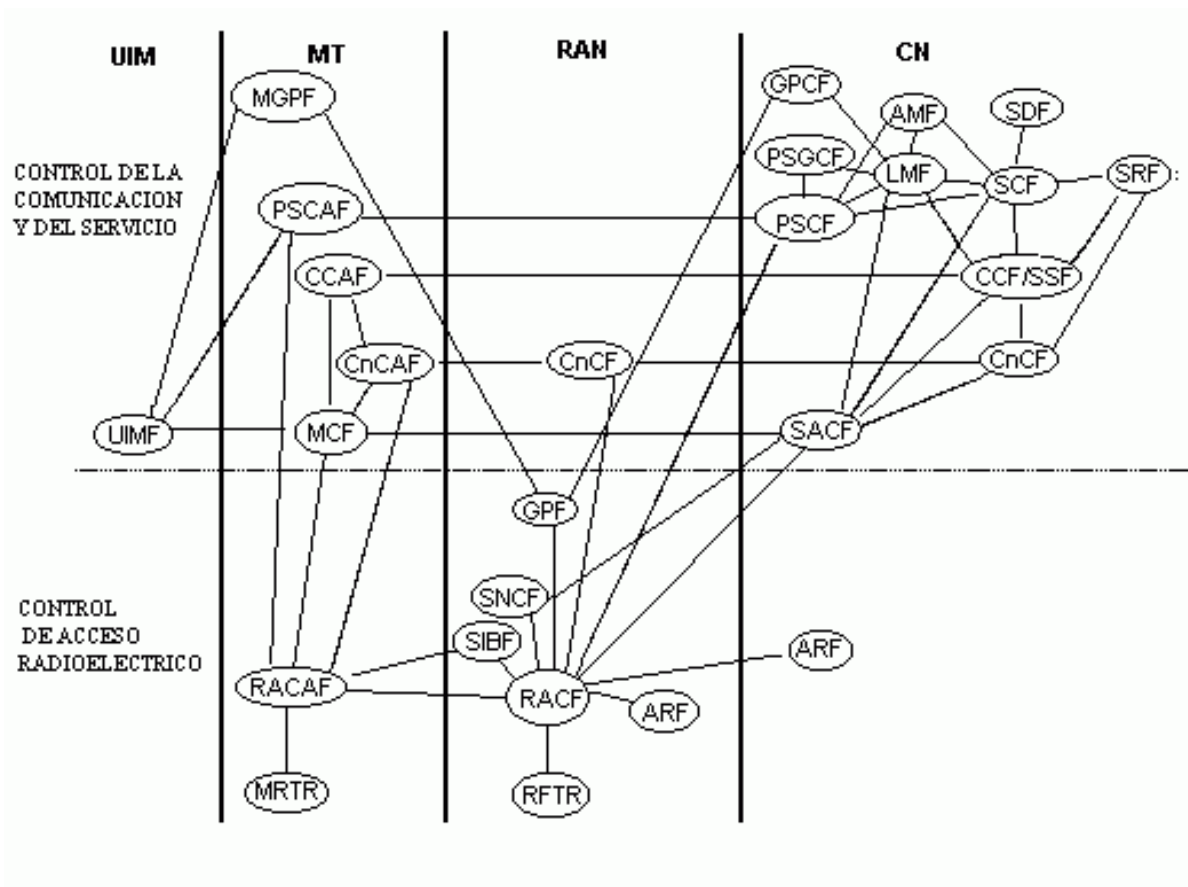 UIM
MT
RAN
CN
MGPF
GPCF
AMF
SDF
CONTROL DE LA
COMUNICACION
Y DEL SERVICIO
PSGCF
LMF
SCF
SRF :
PSCAF
PSCF
CCAF
CCF/SSF
CnCAF
CnCF
CnCF
UIMF
MCF
SACF
GPF
SNCF
CONTROL
DE ACCESO
RADIOELECTRICO
SIBF
ARF
RACAF
RACF
ARF
MRTR
RFTR